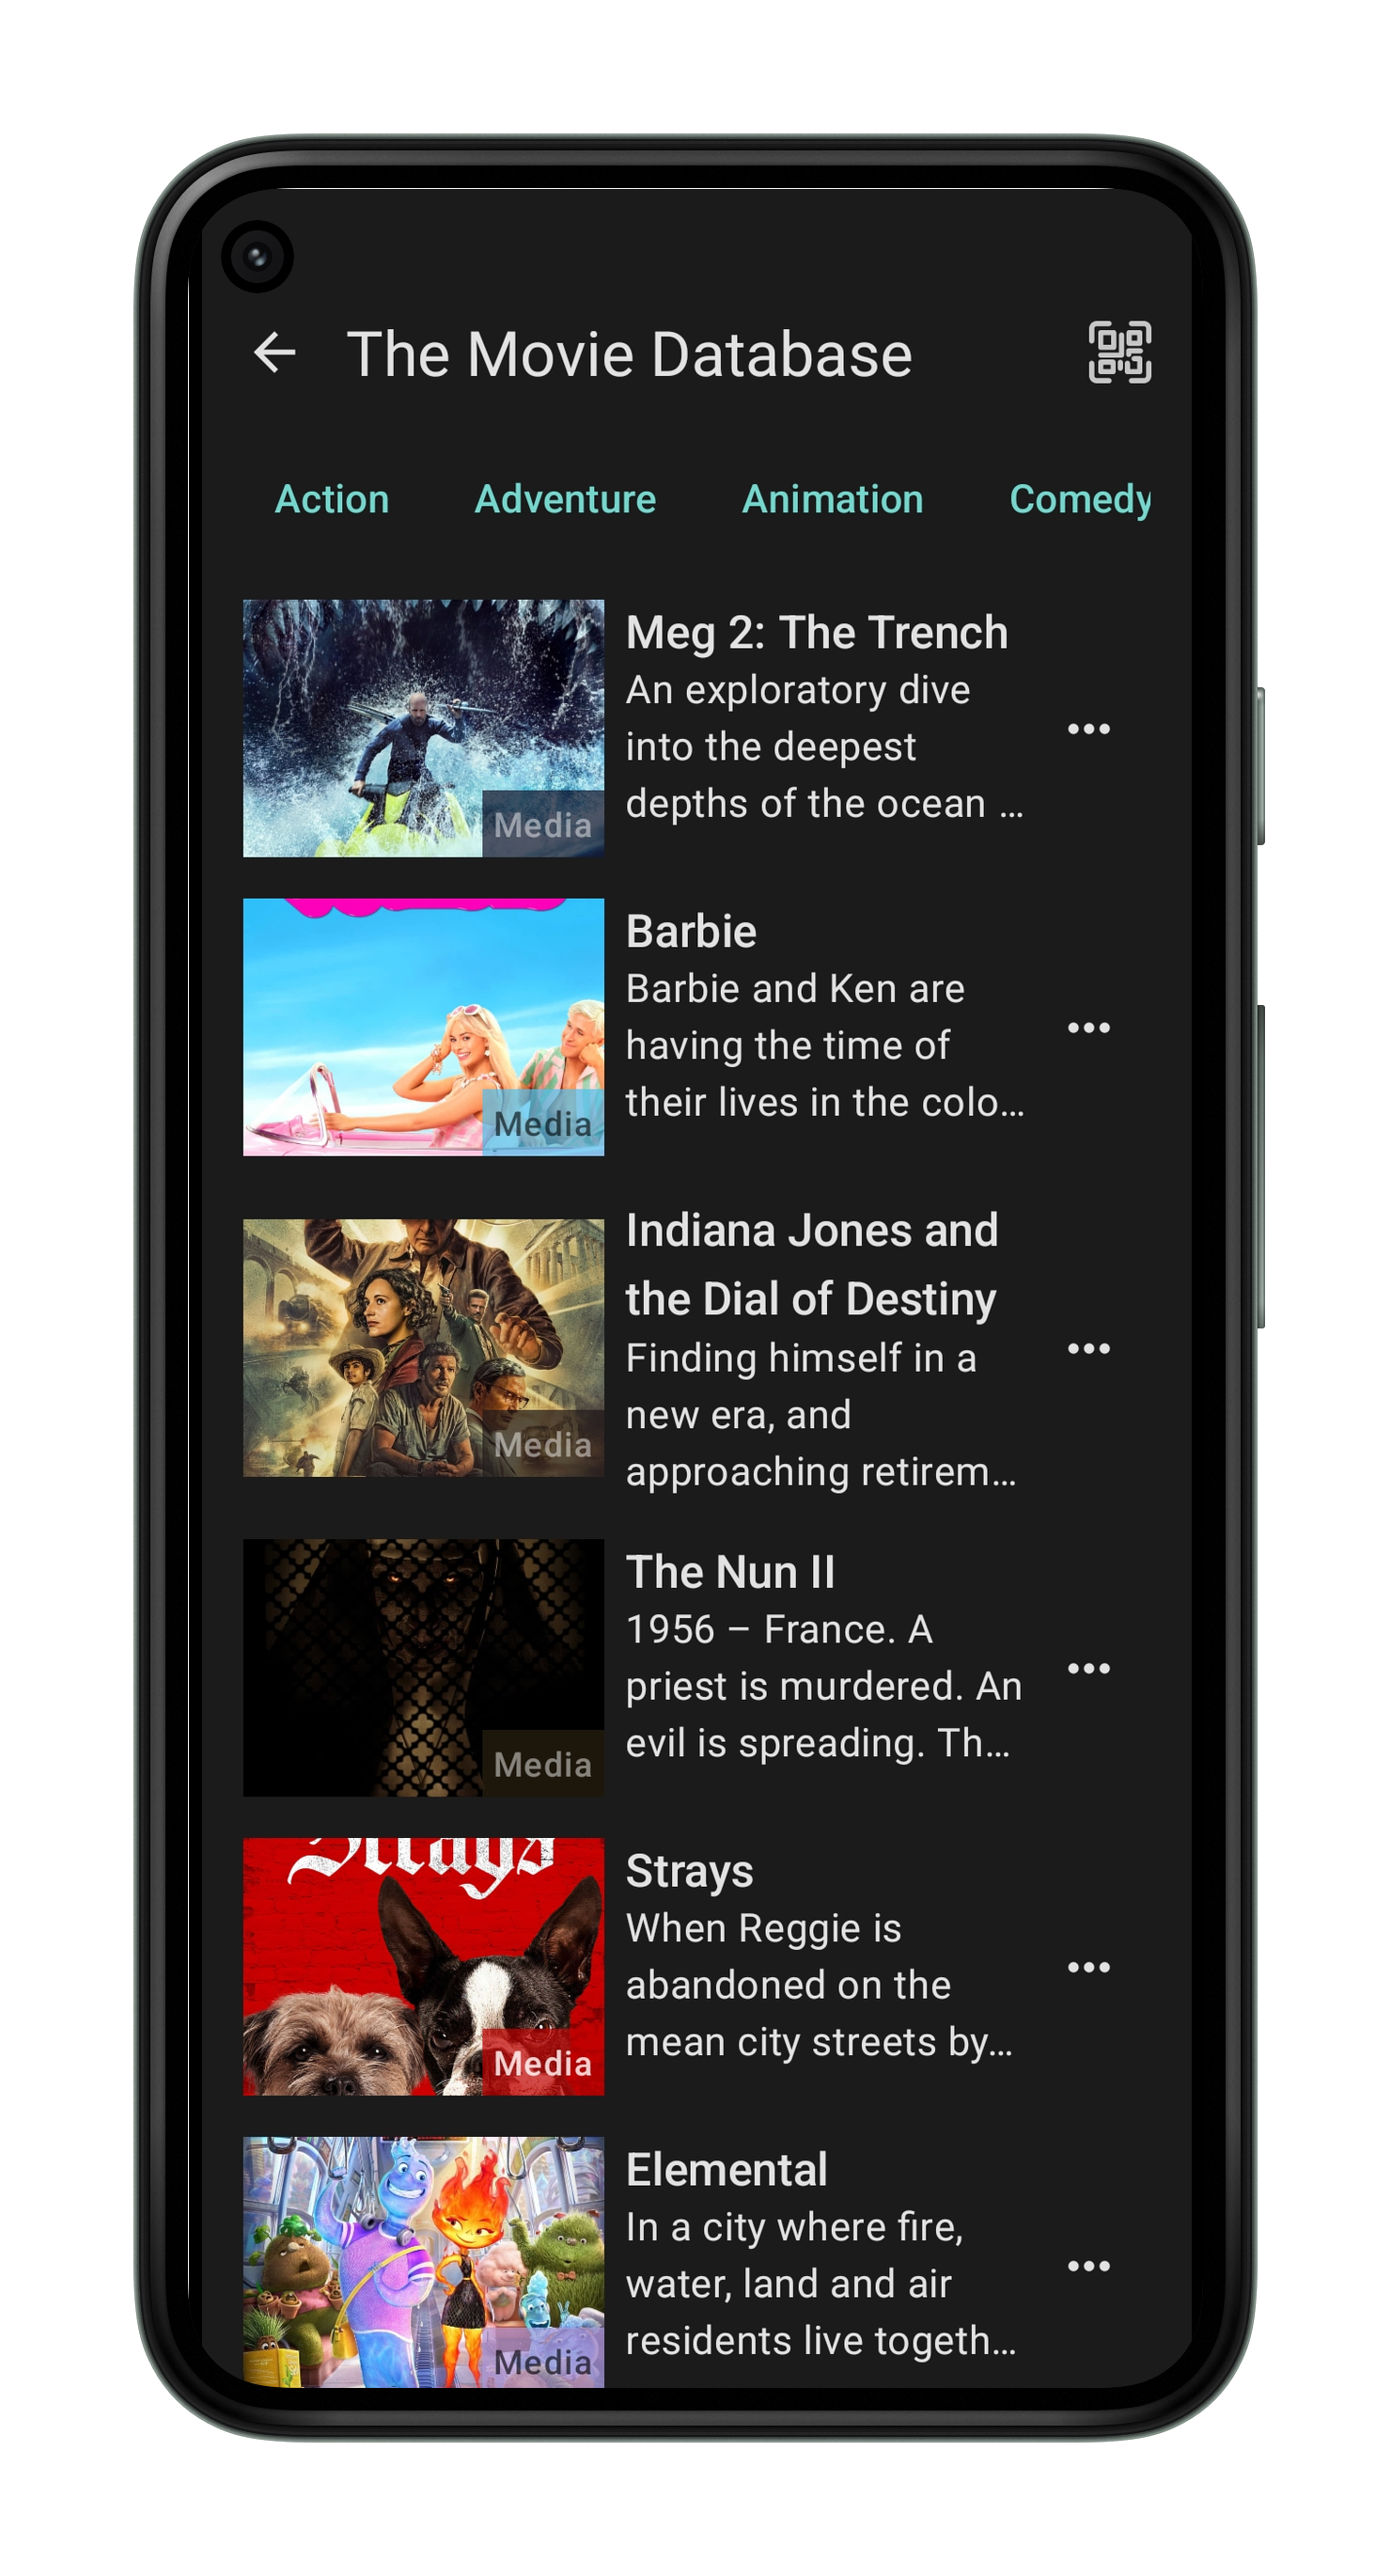 The Movie Database
Action Adventure Animation Comedy
Meg 2: The Trench
An exploratory dive
into the deepest
depths of the ocean ...
Media
Barbie
Barbie and Ken are
having the time of
their lives in the colo...
Media
Indiana Jones and
the Dial of Destiny
Finding himself in a
new era, and
approaching retirem...
Media
The Nun II
1956 – France. A
priest is murdered. An
evil is spreading. Th...
Media
Strays
Strays
When Reggie is
abandoned on the
mean city streets by...
Media
Elemental
In a city where fire,
water, land and air
residents live togeth...
Media